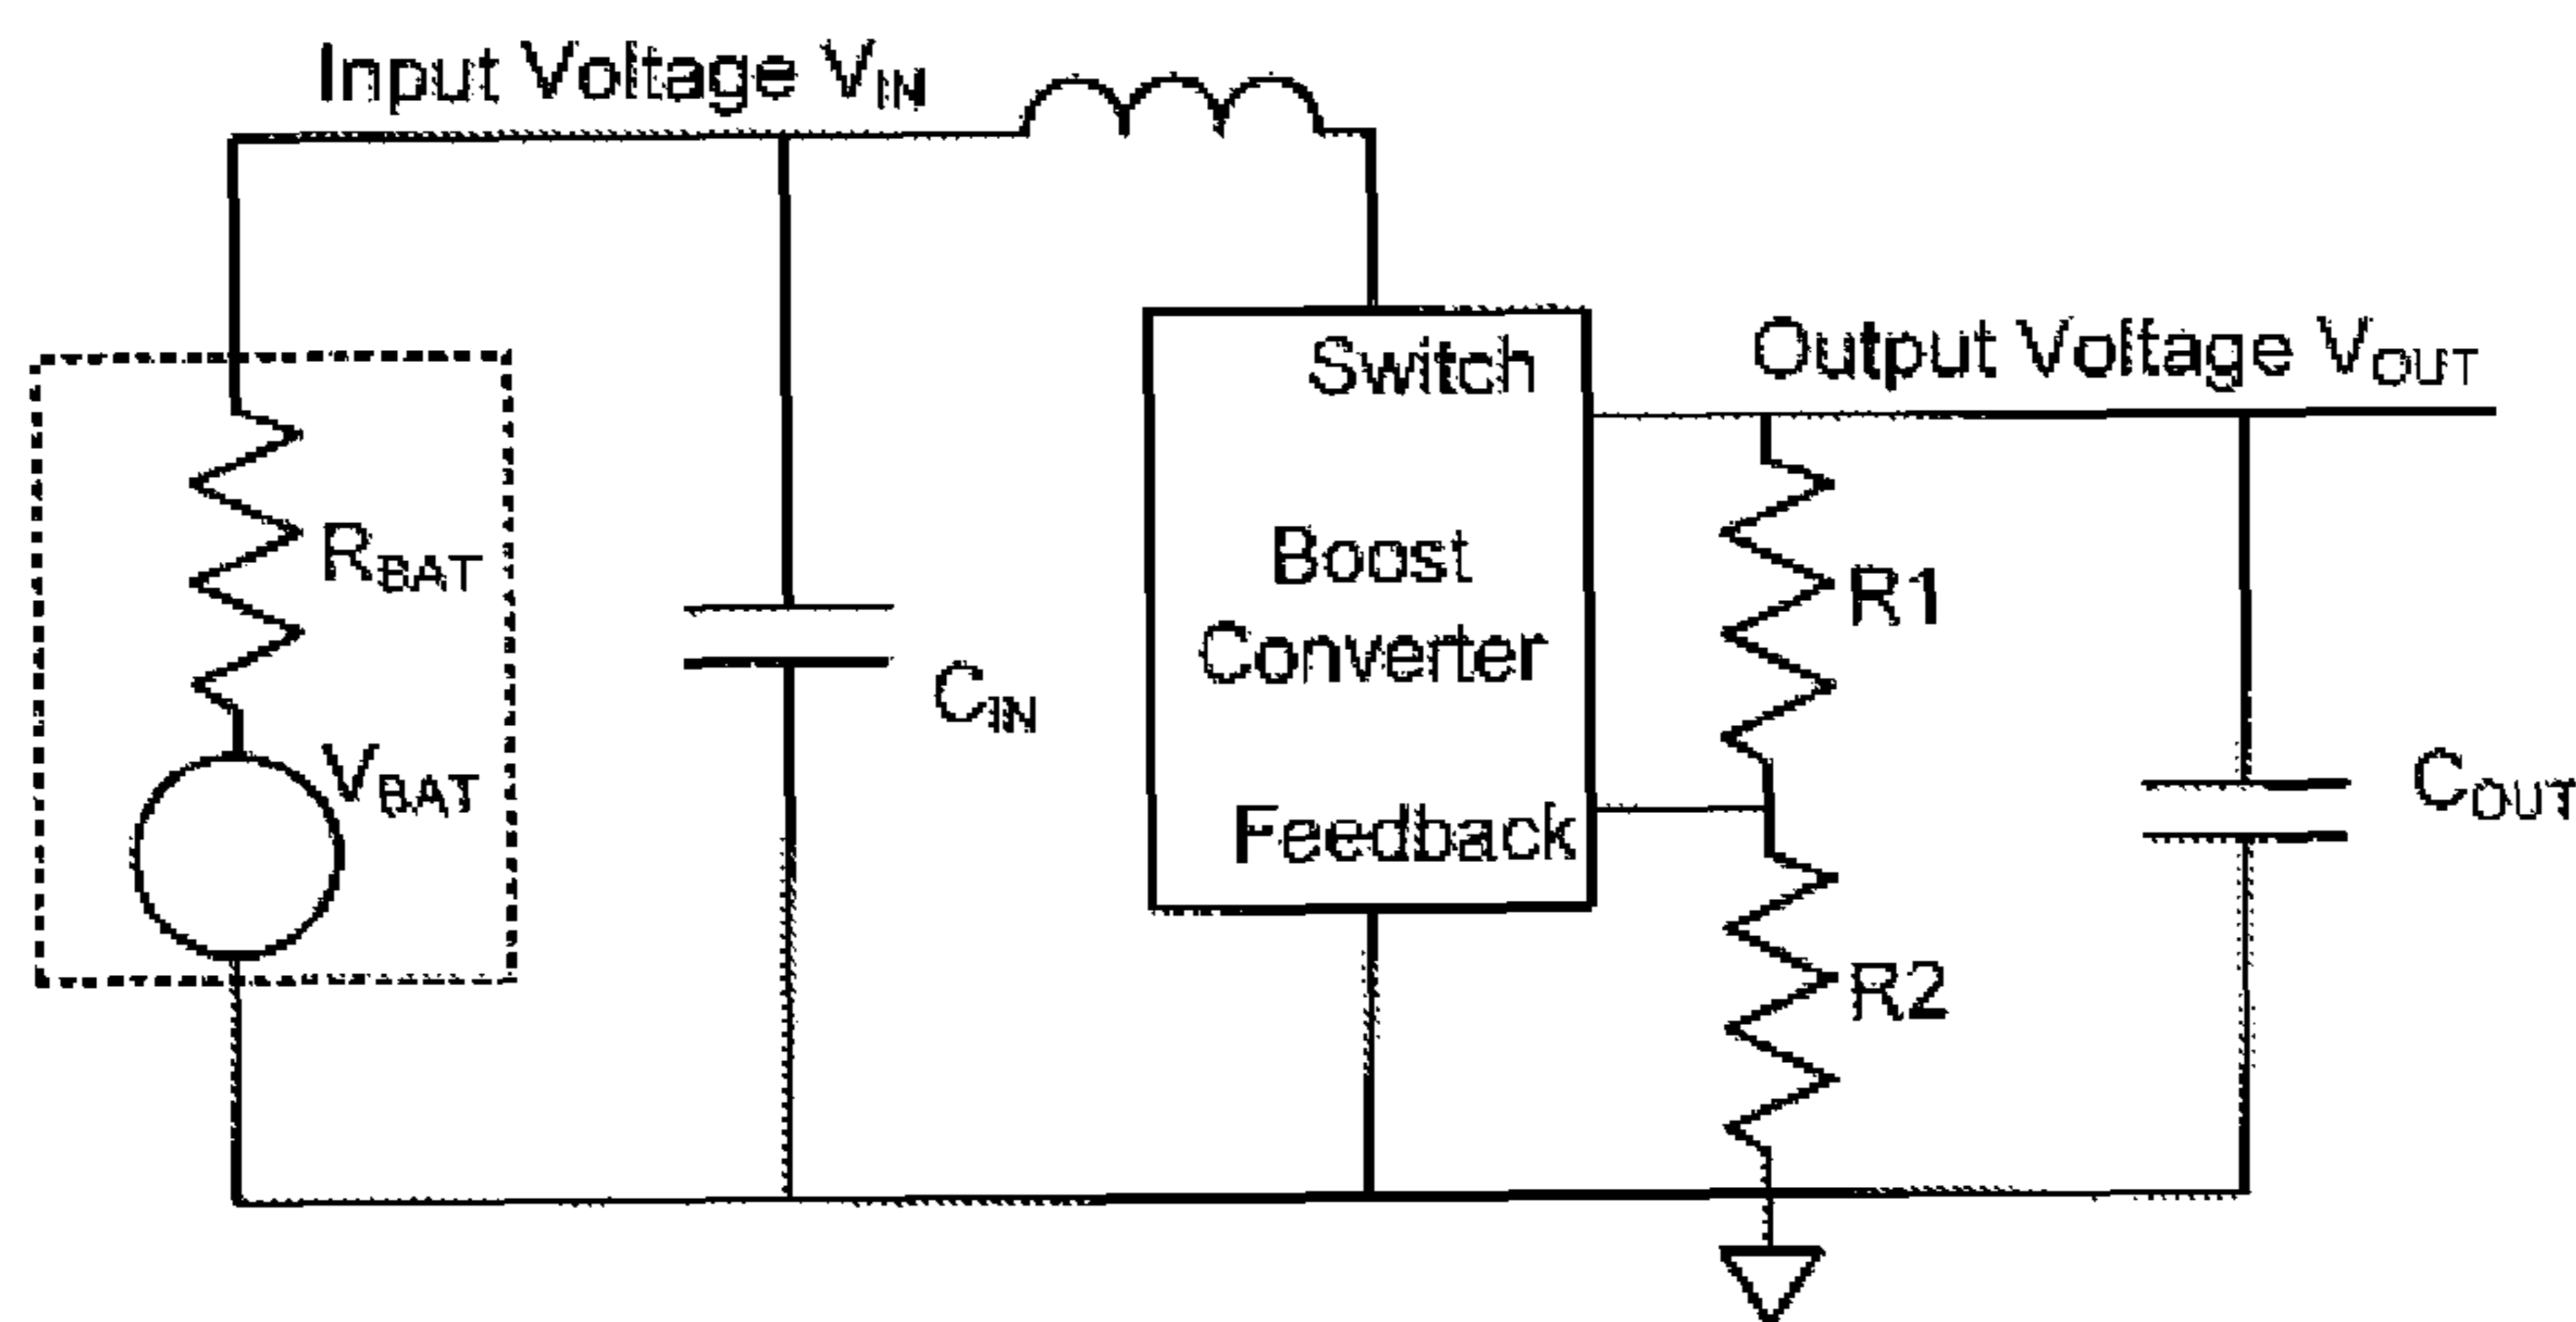 Input Voltage VIN
Switch
Output Voltage VOUT
RBAT
Boost
Converter
R1
CIN
VBAT
Feedback
COUT
R2